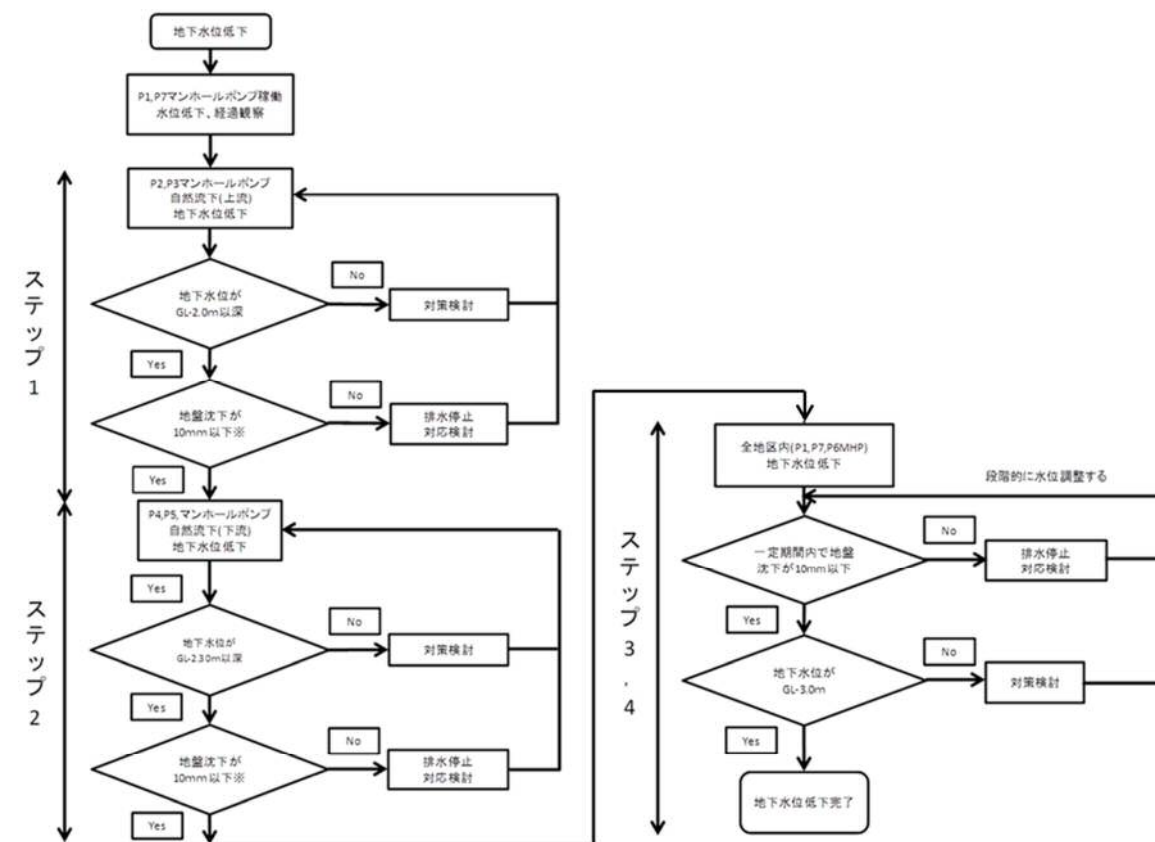 地下水位低下
P1,P7マンホールポンプ稼働
水位低下、経過観察
ステップ1
P2,P3マンホールポンプ
自然流下(上流)
地下水位低下
地下水位が
GL-2.0m以深
No
対策検討
Yes
地盤沈下が
10mm以下※
No
排水停止
対応検討
Yes
ステップ2
P4,P5,マンホールポンプ
自然流下(下流)
地下水位低下
Yes
地下水位が
GL-2.30m以深
No
対策検討
Yes
地盤沈下が
10mm以下※
No
排水停止
対応検討
Yes
ステップ3,4
全地区内(P1,P7,P6MHP)
地下水位低下
段階的に水位調整する
一定期間内で地盤
沈下が10mm以下
No
排水停止
対応検討
Yes
地下水位が
GL-3.0m
No
対策検討
Yes
地下水位低下完了